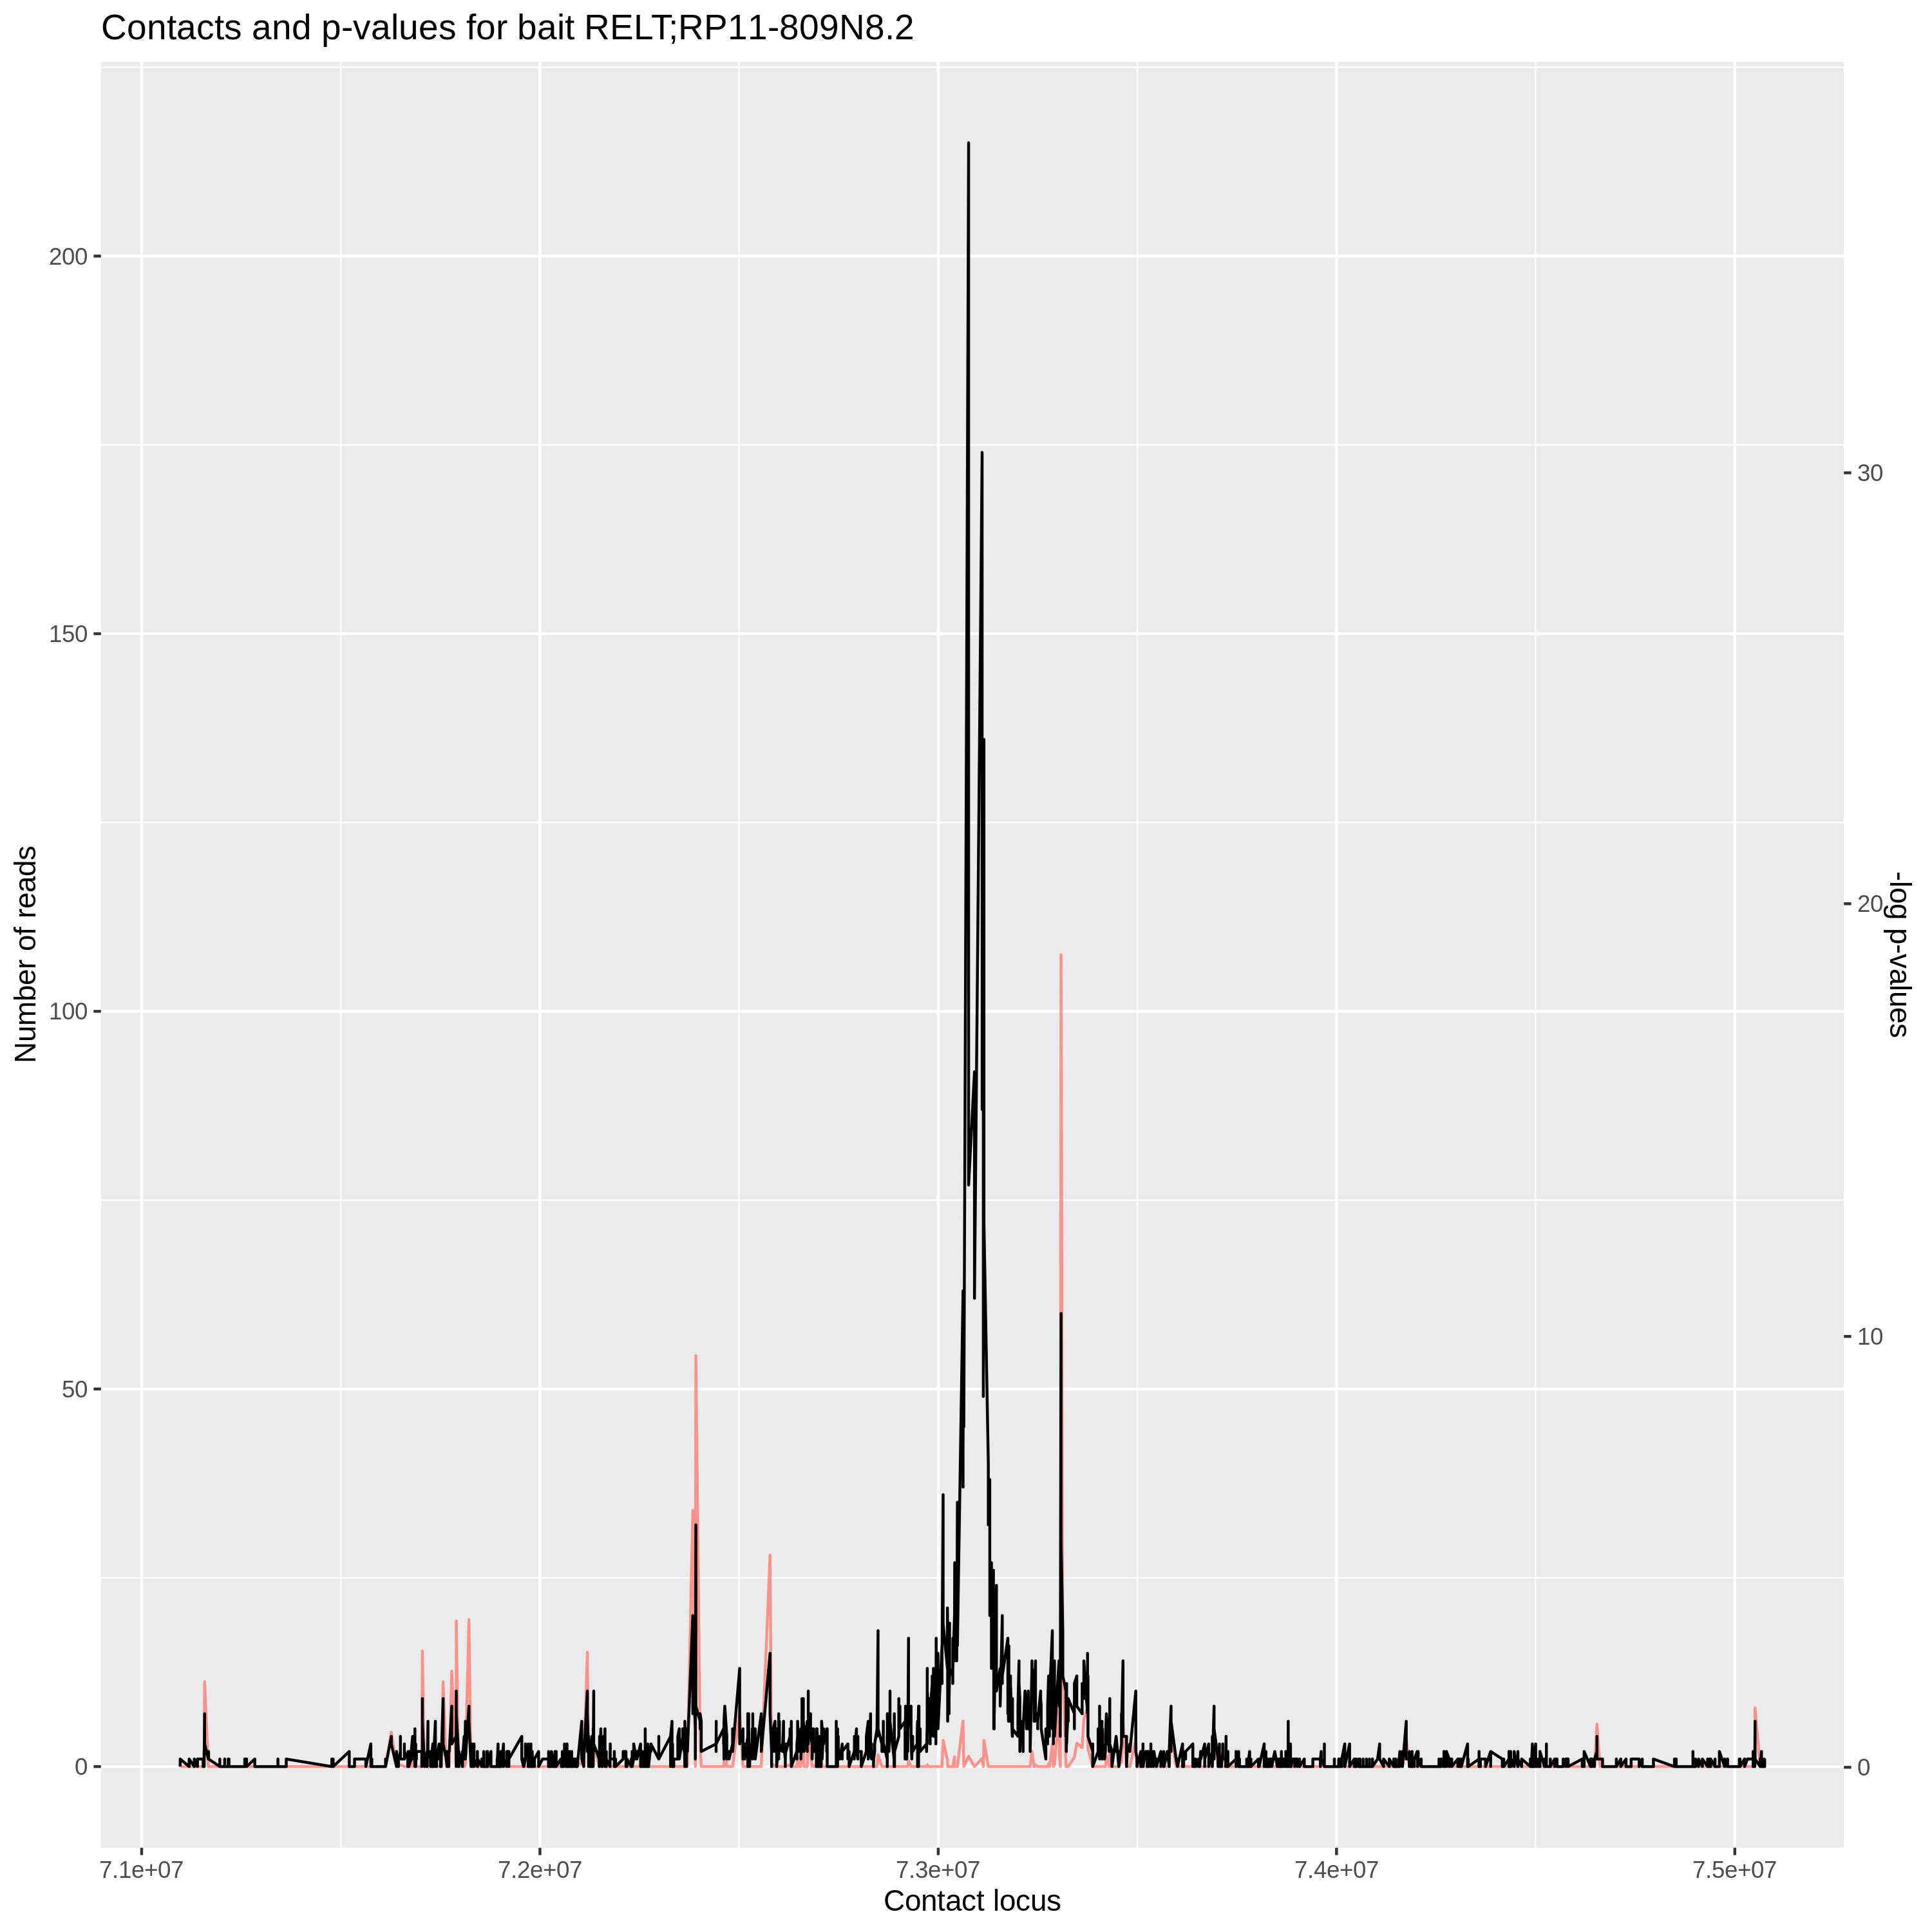 Contacts and p-values for bait RELT;RP11-809N8.2
Number of reads
200
150
100
50
0
30
20
10
0
-log p-values
7.1e+07 7.2e+07 7.3e+07 7.4e+07 7.5e+07
Contact locus